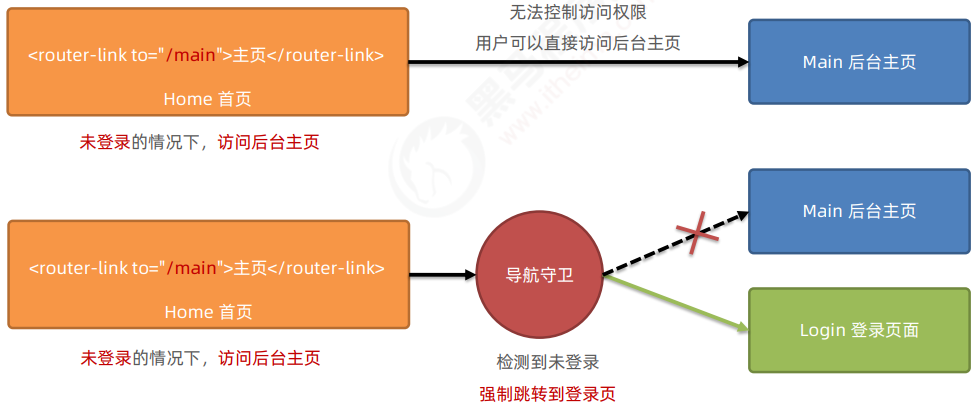 无法控制访问权限
用户可以直接访问后台主页
<router-link to="/main">主页</router-link>
Home 首页
Main 后台主页
未登录的情况下，访问后台主页
Main 后台主页
<router-link to="/main">主页</router-link>
Home 首页
导航守卫
Login 登录页面
未登录的情况下，访问后台主页
检测到未登录
强制跳转到登录页